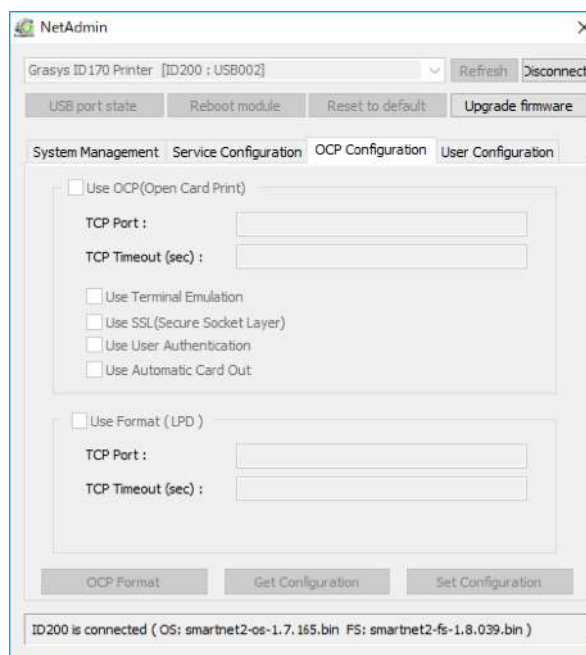 NetAdmin
Grasys ID170 Printer [ID200 : USB002]
Refresh
Disconnect
USB port state
Reboot module
Reset to default
Upgrade firmware
System Management
Service Configuration
OCP Configuration
User Configuration
Use OCP(Open Card Print)
TCP Port :
TCP Timeout (sec) :
Use Terminal Emulation
Use SSL(Secure Socket Layer)
Use User Authentication
Use Automatic Card Out
Use Format ( LPD )
TCP Port :
TCP Timeout (sec) :
OCP Format
Get Configuration
Set Configuration
ID200 is connected ( OS: smartnet2-os-1.7.165.bin FS: smartnet2-fs-1.8.039.bin )